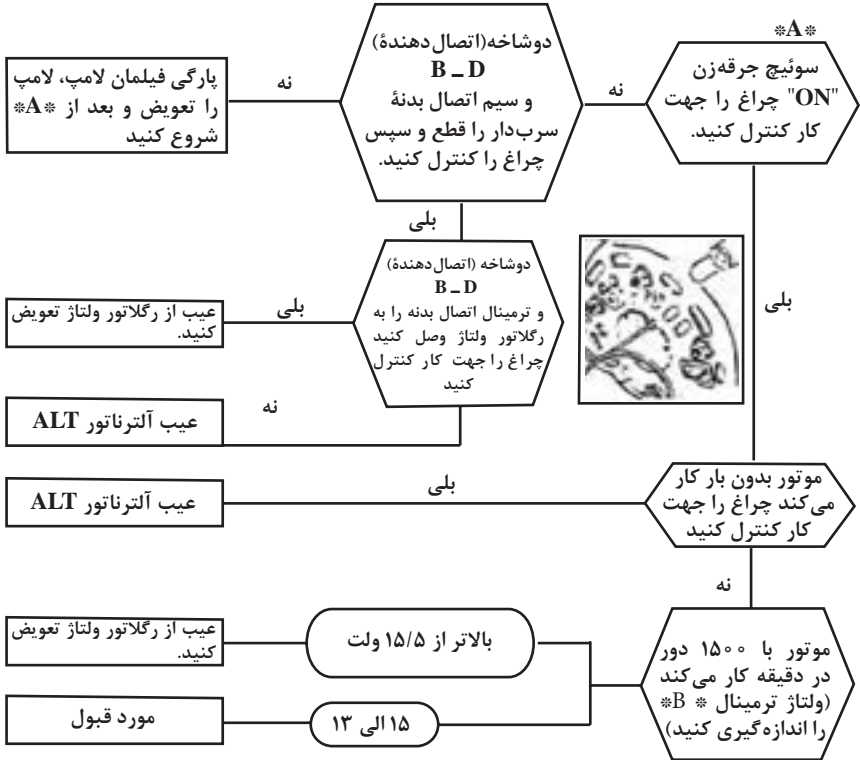 *A*
سوئیچ جرقه‌زن
"ON" چراغ را جهت
کار کنترل کنید.
نه
دوشاخه(اتصال‌دهندهٔ)
B ـ D
و سیم اتصال بدنهٔ
سرب‌دار را قطع و سپس
چراغ را کنترل کنید.
نه
پارگی فیلمان لامپ، لامپ
را تعویض و بعد از *A*
شروع کنید
بلی
دوشاخه (اتصال‌دهندهٔ)
B ـ D
و ترمینال اتصال بدنه را به
رگلاتور ولتاژ وصل کنید
چراغ را جهت کار کنترل
کنید
بلی
عیب از رگلاتور ولتاژ تعویض
کنید.
نه
عیب آلترناتور ALT
بلی
موتور بدون بار کار
می‌کند چراغ را جهت
کار کنترل کنید
بلی
عیب آلترناتور ALT
نه
موتور با ۱۵۰۰ دور
در دقیقه کار می‌کند
(ولتاژ ترمینال * B*
را اندازه‌گیری کنید)
بالاتر از ۱۵/۵ ولت
عیب از رگلاتور ولتاژ تعویض
کنید.
۱۵ الی ۱۳
مورد قبول